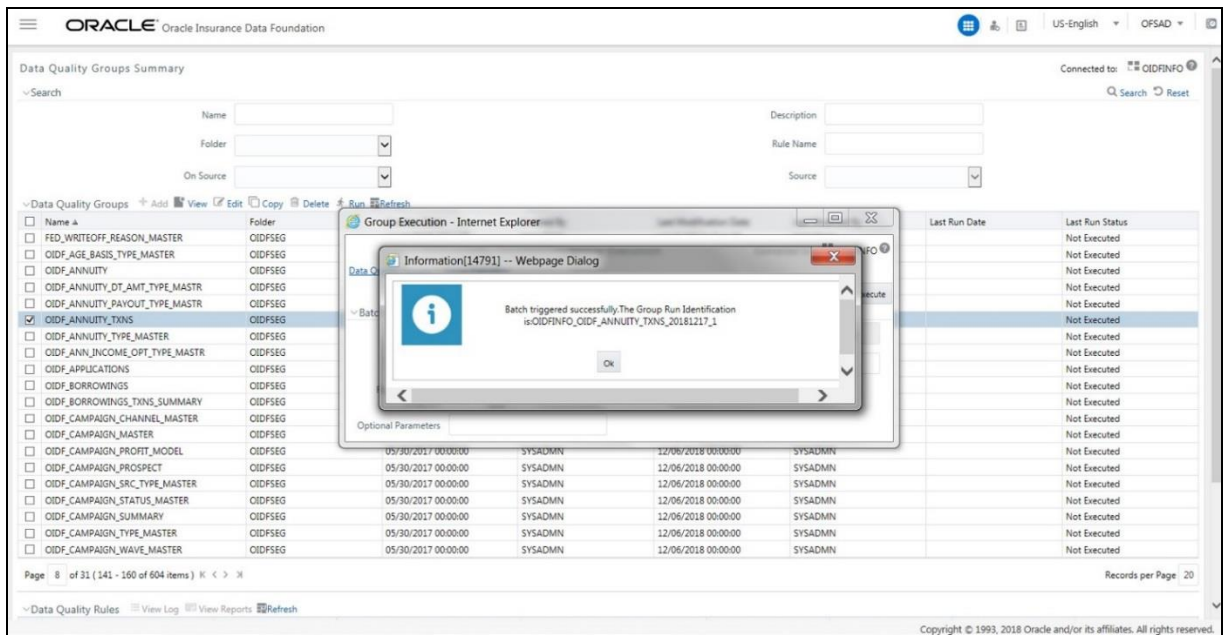 ORACLE® Oracle Insurance Data Foundation
US-English OFSAD
Data Quality Groups Summary
Connected to: OIDFINFO
Search
Search Reset
Name
Description
Folder
Rule Name
On Source
Source
Data Quality Groups Add View Edit Copy Delete Run Refresh
Name Folder Last Run Date Last Run Status
Group Execution - Internet Explorer
FED_WRITEOFF_REASON_MASTER OIDFSEG Not Executed
OIDF_AGE_BASIS_TYPE_MASTER OIDFSEG Not Executed
Information[14791] -- Webpage Dialog
OIDF_ANNUITY OIDFSEG Not Executed
OIDF_ANNUITY_DT_AMT_TYPE_MASTR OIDFSEG Not Executed
OIDF_ANNUITY_PAYOUT_TYPE_MASTR OIDFSEG Not Executed
Batch triggered successfully.The Group Run Identification
is:OIDFINFO_OIDF_ANNUITY_TXNS_20181217_1
Ok
OIDF_ANNUITY_TXNS OIDFSEG Not Executed
OIDF_ANNUITY_TYPE_MASTER OIDFSEG Not Executed
OIDF_ANN_INCOME_OPT_TYPE_MASTR OIDFSEG Not Executed
OIDF_APPLICATIONS OIDFSEG Not Executed
OIDF_BORROWINGS OIDFSEG Not Executed
OIDF_BORROWINGS_TXNS_SUMMARY OIDFSEG Not Executed
OIDF_CAMPAIGN_CHANNEL_MASTER OIDFSEG Not Executed
Optional Parameters
OIDF_CAMPAIGN_MASTER OIDFSEG Not Executed
OIDF_CAMPAIGN_PROFIT_MODEL OIDFSEG 05/30/2017 00:00:00 SYSADMN 12/06/2018 00:00:00 SYSADMN Not Executed
OIDF_CAMPAIGN_PROSPECT OIDFSEG 05/30/2017 00:00:00 SYSADMN 12/06/2018 00:00:00 SYSADMN Not Executed
OIDF_CAMPAIGN_SRC_TYPE_MASTER OIDFSEG 05/30/2017 00:00:00 SYSADMN 12/06/2018 00:00:00 SYSADMN Not Executed
OIDF_CAMPAIGN_STATUS_MASTER OIDFSEG 05/30/2017 00:00:00 SYSADMN 12/06/2018 00:00:00 SYSADMN Not Executed
OIDF_CAMPAIGN_SUMMARY OIDFSEG 05/30/2017 00:00:00 SYSADMN 12/06/2018 00:00:00 SYSADMN Not Executed
OIDF_CAMPAIGN_TYPE_MASTER OIDFSEG 05/30/2017 00:00:00 SYSADMN 12/06/2018 00:00:00 SYSADMN Not Executed
OIDF_CAMPAIGN_WAVE_MASTER OIDFSEG 05/30/2017 00:00:00 SYSADMN 12/06/2018 00:00:00 SYSADMN Not Executed
Page 8 of 31 ( 141 - 160 of 604 items ) Records per Page 20
Data Quality Rules View Log View Reports Refresh
Copyright © 1993, 2018 Oracle and/or its affiliates. All rights reserved.